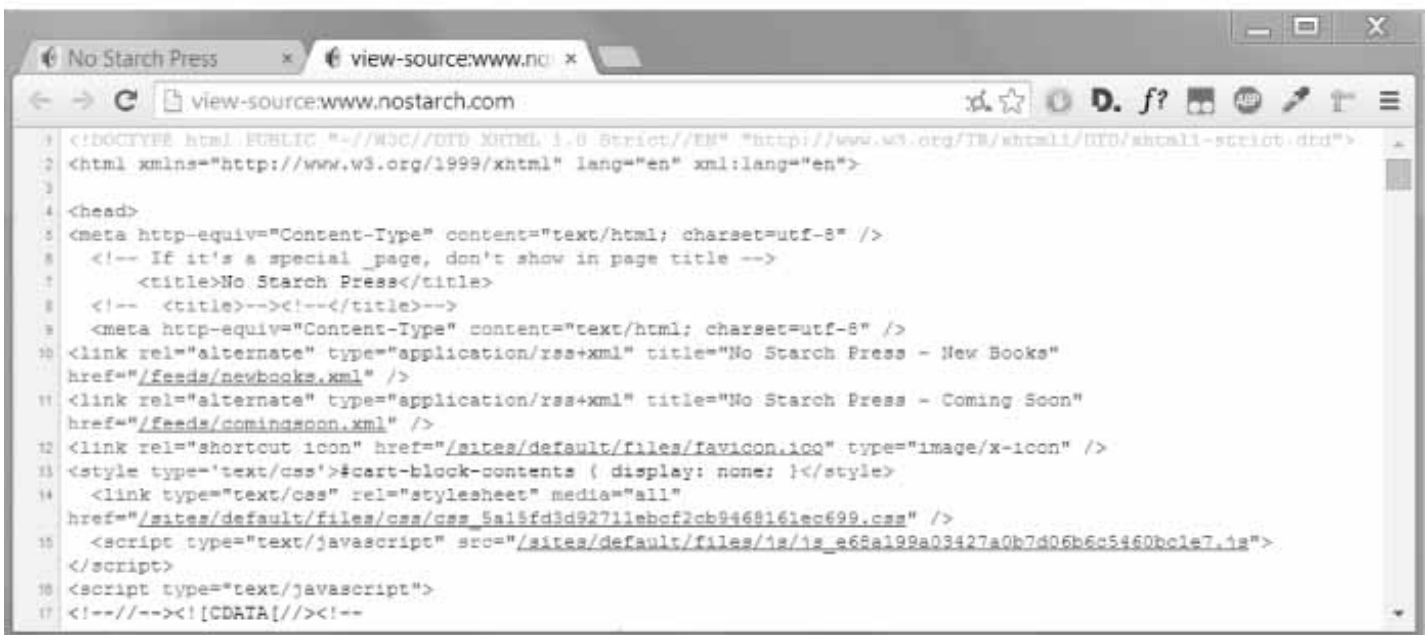 No Starch Press × view-source:www.no ×
view-source:www.nostarch.com D. f?
1 <!DOCTYPE html PUBLIC "-//W3C//DTD XHTML 1.0 Strict//EN" "http://www.w3.org/TR/xhtml1/DTD/xhtml1-strict.dtd">
2 <html xmlns="http://www.w3.org/1999/xhtml" lang="en" xml:lang="en">
3
4 <head>
5 <meta http-equiv="Content-Type" content="text/html; charset=utf-8" />
6 <!-- If it's a special _page, don't show in page title -->
7 <title>No Starch Press</title>
8 <!-- <title>--><!--</title>-->
9 <meta http-equiv="Content-Type" content="text/html; charset=utf-8" />
10 <link rel="alternate" type="application/rss+xml" title="No Starch Press - New Books"
href="/feeds/newbooks.xml" />
11 <link rel="alternate" type="application/rss+xml" title="No Starch Press - Coming Soon"
href="/feeds/comingsoon.xml" />
12 <link rel="shortcut icon" href="/sites/default/files/favicon.ico" type="image/x-icon" />
13 <style type='text/css'>#cart-block-contents { display: none; }</style>
14 <link type="text/css" rel="stylesheet" media="all"
href="/sites/default/files/css/css_5a15fd3d92711ebcf2cb9468161ec699.css" />
15 <script type="text/javascript" src="/sites/default/files/js/js_e68a199a03427a0b7d06b6c5460bc1e7.js">
</script>
16 <script type="text/javascript">
17 <!--//--><![CDATA[//><!--